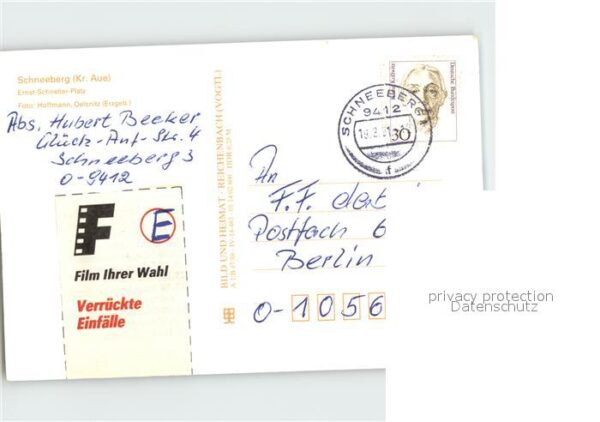 Schneeberg (Kr. Aue)
Ernst-Schneller-Platz
Foto: Hoffmann, Oelsnitz (Erzgeb.)
Abs. Hubert Becker
Glück-Auf-Str. 4
Schneeberg 3
O-9412
F E
Film Ihrer Wahl
Verrückte
Einfälle
BILD UND HEIMAT · REICHENBACH (VOGTL)
Deutsche Bundespost
SCHNEEBERG 1
9412
30
f
An
F.F. dabei
Postfach 6
Berlin
O-1056
privacy protection
Datenschutz